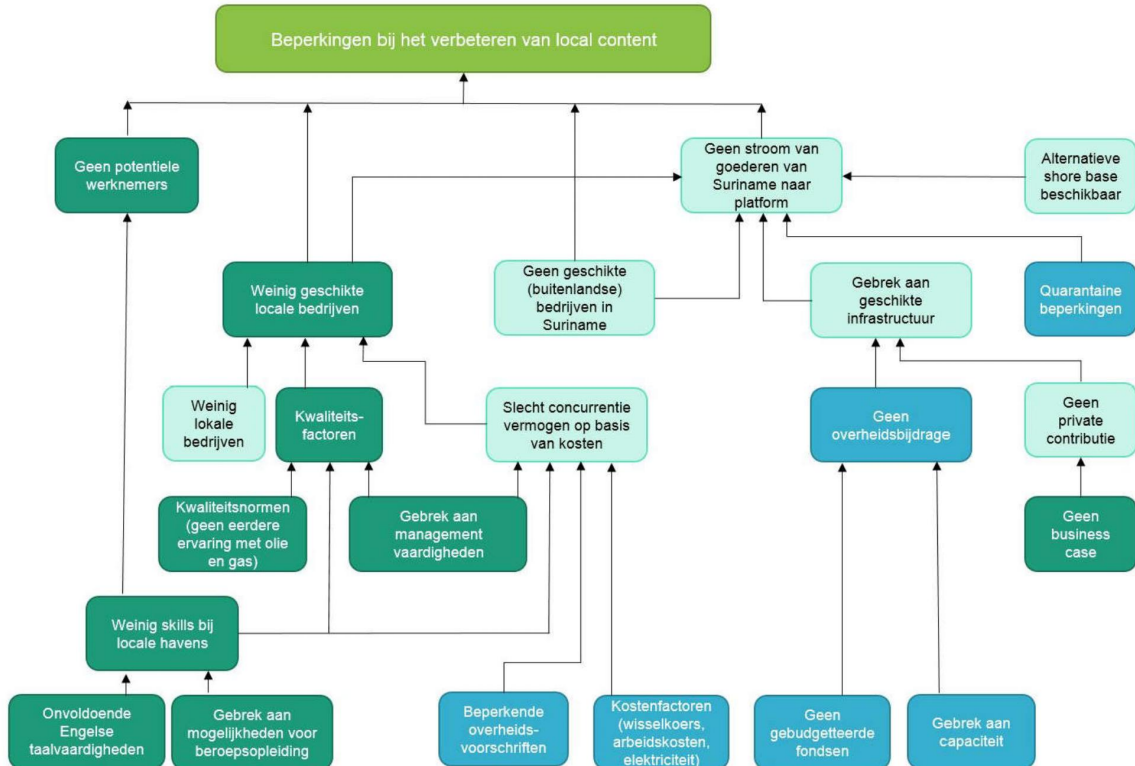 Beperkingen bij het verbeteren van local content
Geen potentiele
werknemers
Geen stroom van
goederen van
Suriname naar
platform
Alternatieve
shore base
beschikbaar
Weinig geschikte
locale bedrijven
Geen geschikte
(buitenlandse)
bedrijven in
Suriname
Gebrek aan
geschikte
infrastructuur
Quarantaine
beperkingen
Weinig
lokale
bedrijven
Kwaliteits-
factoren
Slecht concurrentie
vermogen op basis
van kosten
Geen
overheidsbijdrage
Geen
private
contributie
Kwaliteitsnormen
(geen eerdere
ervaring met olie
en gas)
Gebrek aan
management
vaardigheden
Geen
business
case
Weinig skills bij
locale havens
Onvoldoende
Engelse
taalvaardigheden
Gebrek aan
mogelijkheden voor
beroepsopleiding
Beperkende
overheids-
voorschriften
Kostenfactoren
(wisselkoers,
arbeidskosten,
elektriciteit)
Geen
gebudgetteerde
fondsen
Gebrek aan
capaciteit